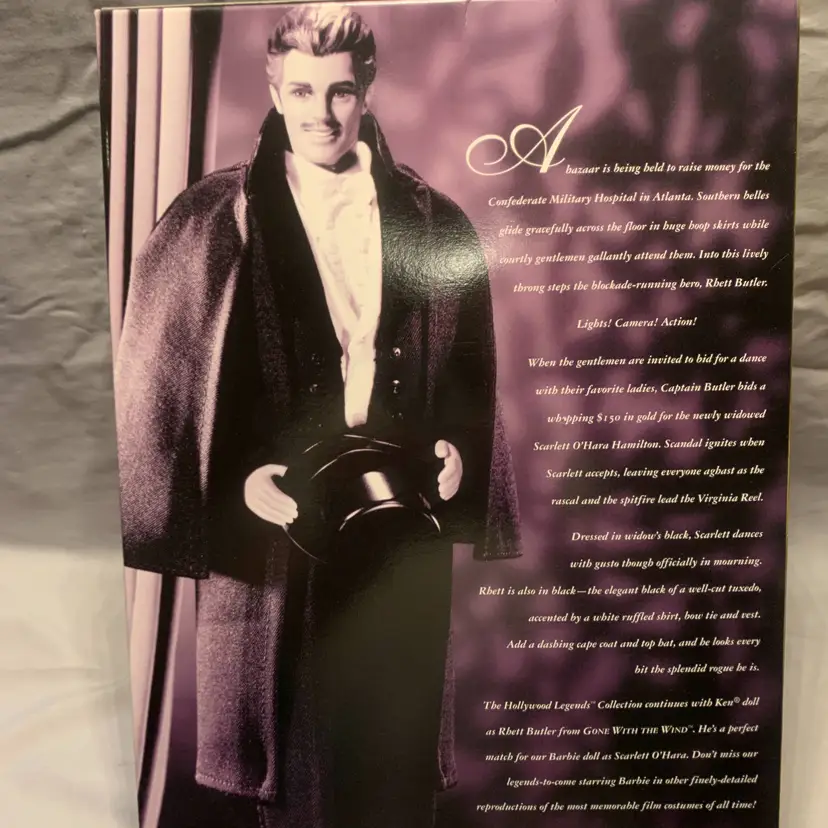 A bazaar is being held to raise money for the
Confederate Military Hospital in Atlanta. Southern belles
glide gracefully across the floor in huge hoop skirts while
courtly gentlemen gallantly attend them. Into this lively
throng steps the blockade-running hero, Rhett Butler.
Lights! Camera! Action!
When the gentlemen are invited to bid for a dance
with their favorite ladies, Captain Butler bids a
whopping $150 in gold for the newly widowed
Scarlett O'Hara Hamilton. Scandal ignites when
Scarlett accepts, leaving everyone aghast as the
rascal and the spitfire lead the Virginia Reel.
Dressed in widow's black, Scarlett dances
with gusto though officially in mourning.
Rhett is also in black—the elegant black of a well-cut tuxedo,
accented by a white ruffled shirt, bow tie and vest.
Add a dashing cape coat and top hat, and he looks every
bit the splendid rogue he is.
The Hollywood Legends™ Collection continues with Ken® doll
as Rhett Butler from GONE WITH THE WIND™. He's a perfect
match for our Barbie doll as Scarlett O'Hara. Don't miss our
legends-to-come starring Barbie in other finely-detailed
reproductions of the most memorable film costumes of all time!